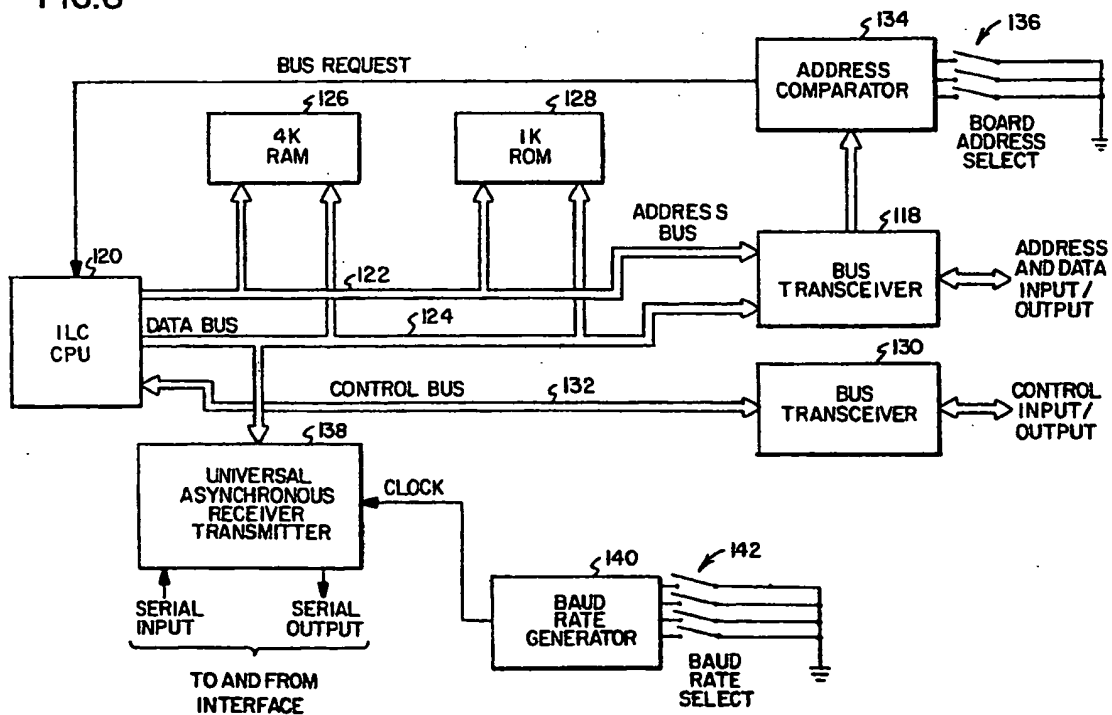 134
136
BUS REQUEST
ADDRESS
COMPARATOR
126
128
4K
RAM
1K
ROM
BOARD
ADDRESS
SELECT
ADDRESS
BUS
118
120
122
BUS
TRANSCEIVER
ADDRESS
AND DATA
INPUT/
OUTPUT
ILC
CPU
DATA BUS
124
130
CONTROL BUS
132
BUS
TRANSCEIVER
CONTROL
INPUT/
OUTPUT
138
UNIVERSAL
ASYNCHRONOUS
RECEIVER
TRANSMITTER
CLOCK
140
142
SERIAL
INPUT
SERIAL
OUTPUT
BAUD
RATE
GENERATOR
BAUD
RATE
SELECT
TO AND FROM
INTERFACE